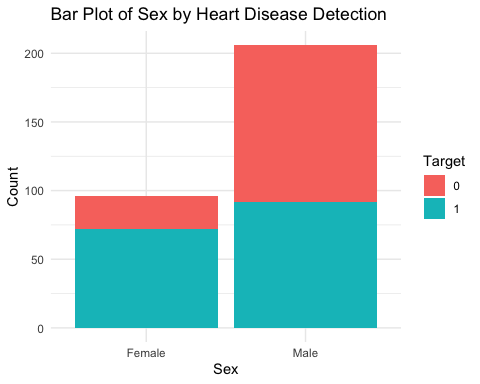 Bar Plot of Sex by Heart Disease Detection
200
150
100
50
0
Count
Female
Male
Sex
Target
0
1